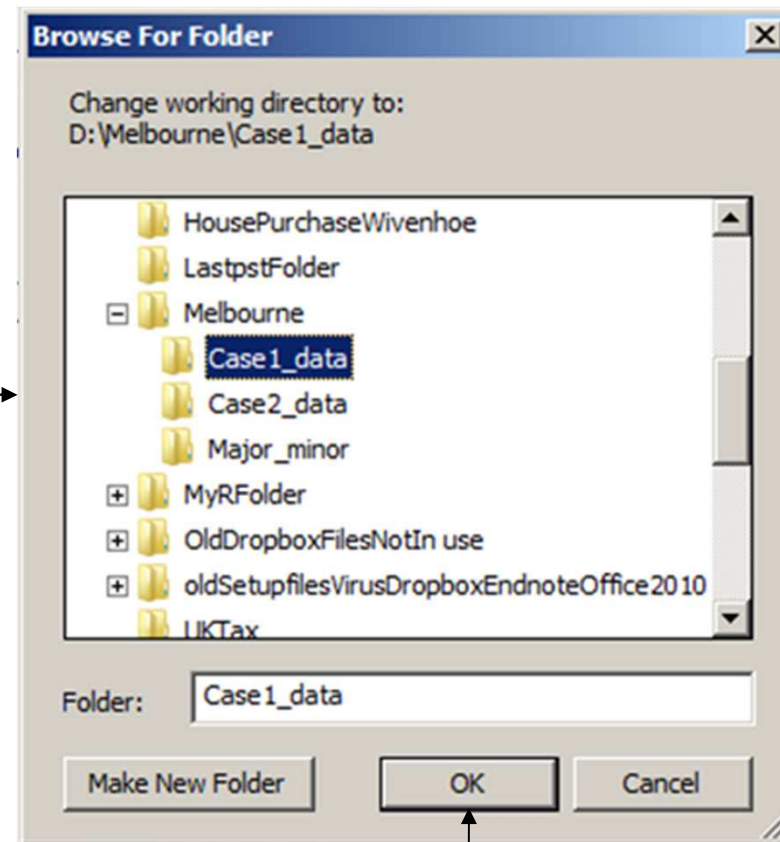 Browse For Folder
Change working directory to:
D:\Melbourne\Case1_data
HousePurchaseWivenhoe
LastpstFolder
Melbourne
Case1_data
Case2_data
Major_minor
MyRFolder
OldDropboxFilesNotIn use
oldSetupfilesVirusDropboxEndnoteOffice2010
UKTax
Folder: Case1_data
Make New Folder OK Cancel